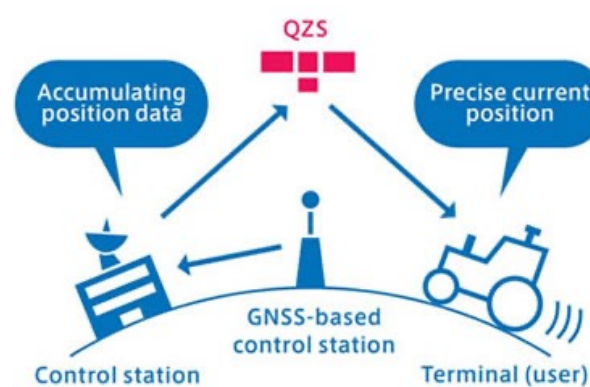 QZS
Accumulating
position data
Precise current
position
GNSS-based
control station
Control station
Terminal (user)